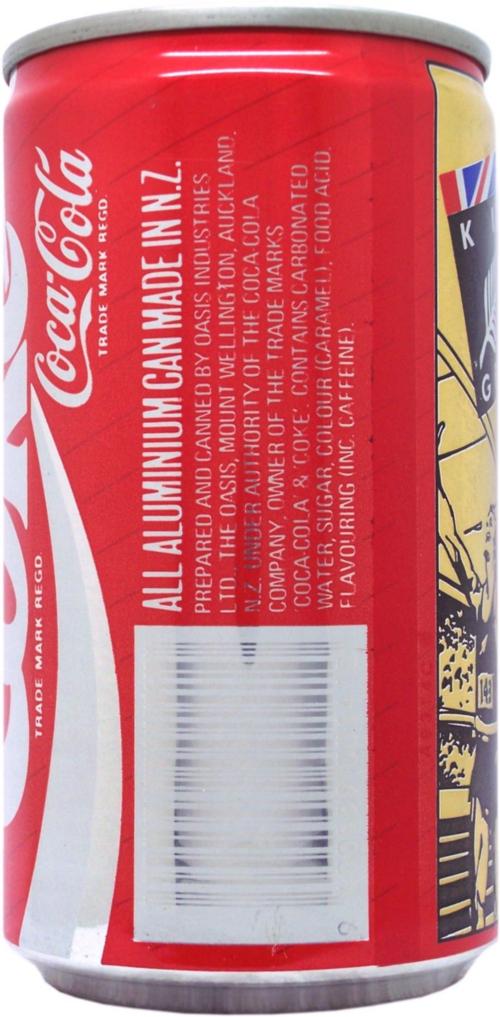 Coca-Cola
TRADE MARK REGD.
TRADE MARK REGD.
ALL ALUMINIUM CAN MADE IN N.Z.
PREPARED AND CANNED BY OASIS INDUSTRIES
LTD., THE OASIS, MOUNT WELLINGTON, AUCKLAND,
N.Z. UNDER AUTHORITY OF THE COCA-COLA
COMPANY, OWNER OF THE TRADE MARKS
'COCA-COLA' & 'COKE'. CONTAINS CARBONATED
WATER, SUGAR, COLOUR (CARAMEL), FOOD ACID,
FLAVOURING (INC. CAFFEINE).
K
G